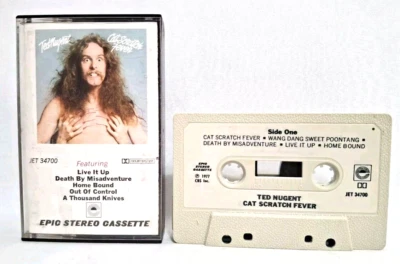 Ted Nugent
Cat Scratch
Fever
JET 34700
Featuring
Live It Up
Death By Misadventure
Home Bound
Out Of Control
A Thousand Knives
EPIC STEREO CASSETTE
Side One
CAT SCRATCH FEVER • WANG DANG SWEET POONTANG •
DEATH BY MISADVENTURE • LIVE IT UP • HOME BOUND
EPIC
STEREO
CASSETTE
℗ 1977
CBS Inc.
JET 34700
TED NUGENT
CAT SCRATCH FEVER